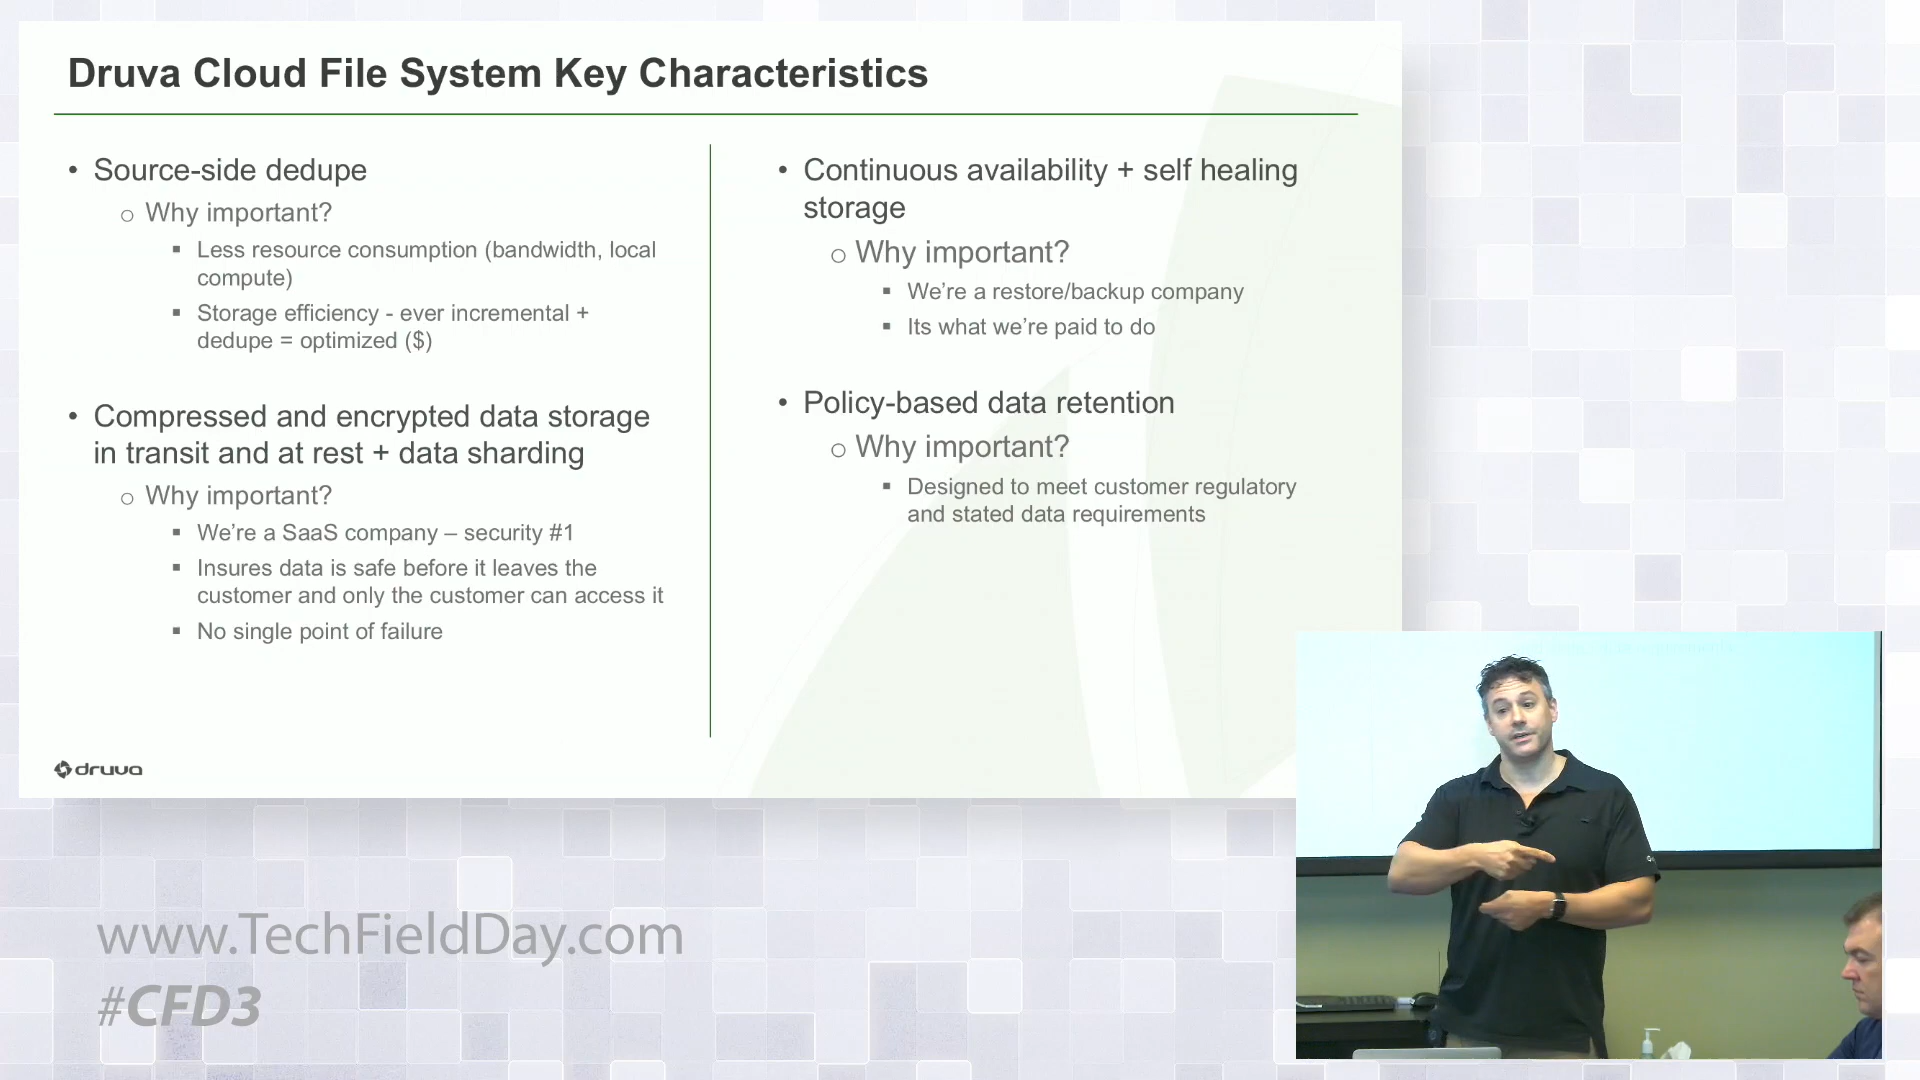 Druva Cloud File System Key Characteristics
• Source-side dedupe
o Why important?
▪ Less resource consumption (bandwidth, local
compute)
▪ Storage efficiency - ever incremental +
dedupe = optimized ($)
• Compressed and encrypted data storage
in transit and at rest + data sharding
o Why important?
▪ We’re a SaaS company – security #1
▪ Insures data is safe before it leaves the
customer and only the customer can access it
▪ No single point of failure
• Continuous availability + self healing
storage
o Why important?
▪ We’re a restore/backup company
▪ Its what we’re paid to do
• Policy-based data retention
o Why important?
▪ Designed to meet customer regulatory
and stated data requirements
druva
www.TechFieldDay.com
#CFD3